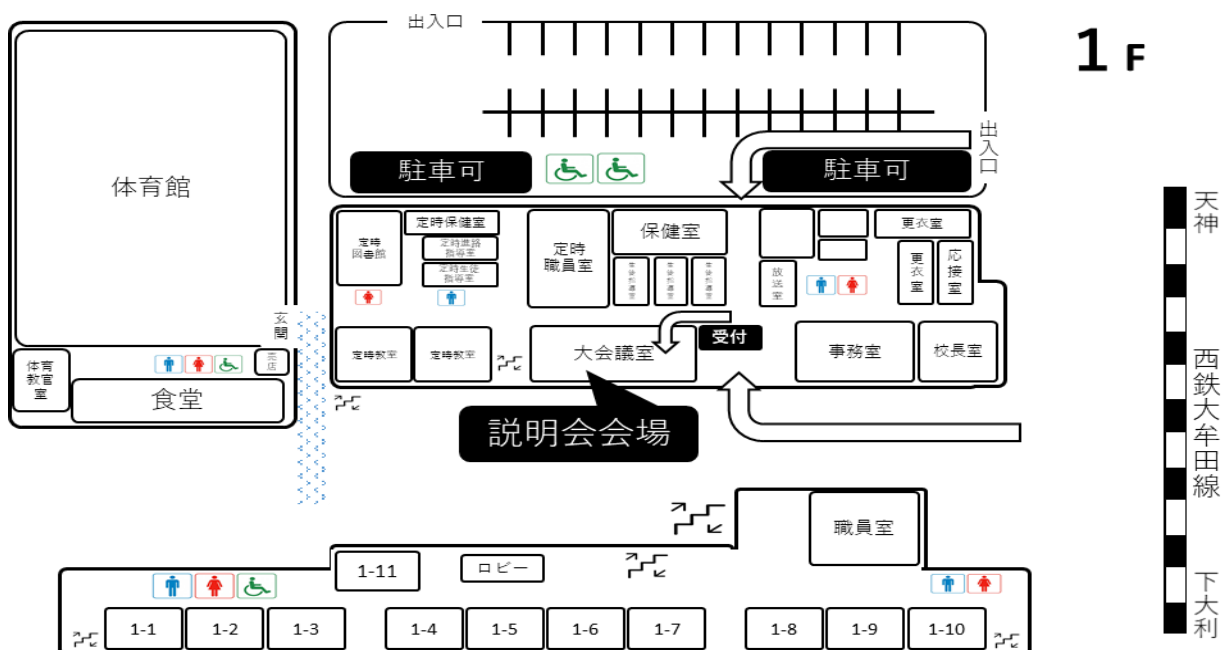 出入口
1 F
体育館
駐車可
駐車可
出入口
定時保健室
定時
図書館
定時進路
指導室
定時生徒
指導室
定時
職員室
保健室
更衣室
放送室
更衣室
応接室
天神
玄関
定時教室
定時教室
大会議室
受付
事務室
校長室
体育
教官
室
売店
食堂
説明会会場
西鉄大牟田線
職員室
1-11
ロビー
下大利
1-1
1-2
1-3
1-4
1-5
1-6
1-7
1-8
1-9
1-10